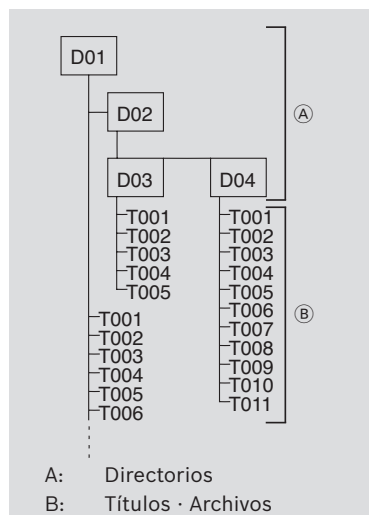 D01
D02
Ⓐ
D03 D04
T001 T001
T002 T002
T003 T003
T004 T004
T005 T005
T006
T001 Ⓑ
T007
T002
T008
T003
T009
T004
T010
T005
T011
T006
A: Directorios
B: Títulos · Archivos